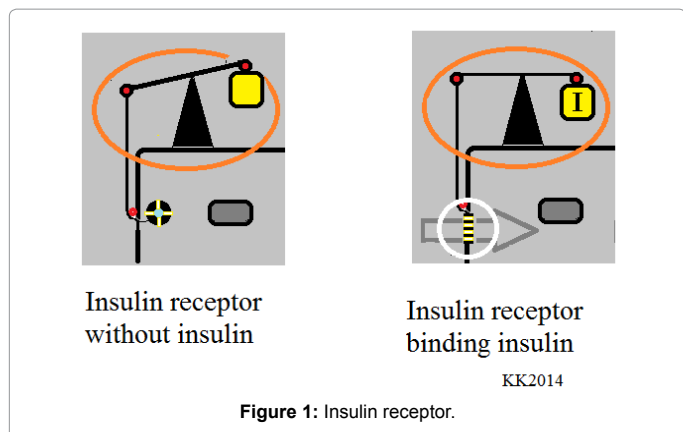 I
Insulin receptor
without insulin
Insulin receptor
binding insulin
KK2014
Figure 1: Insulin receptor.